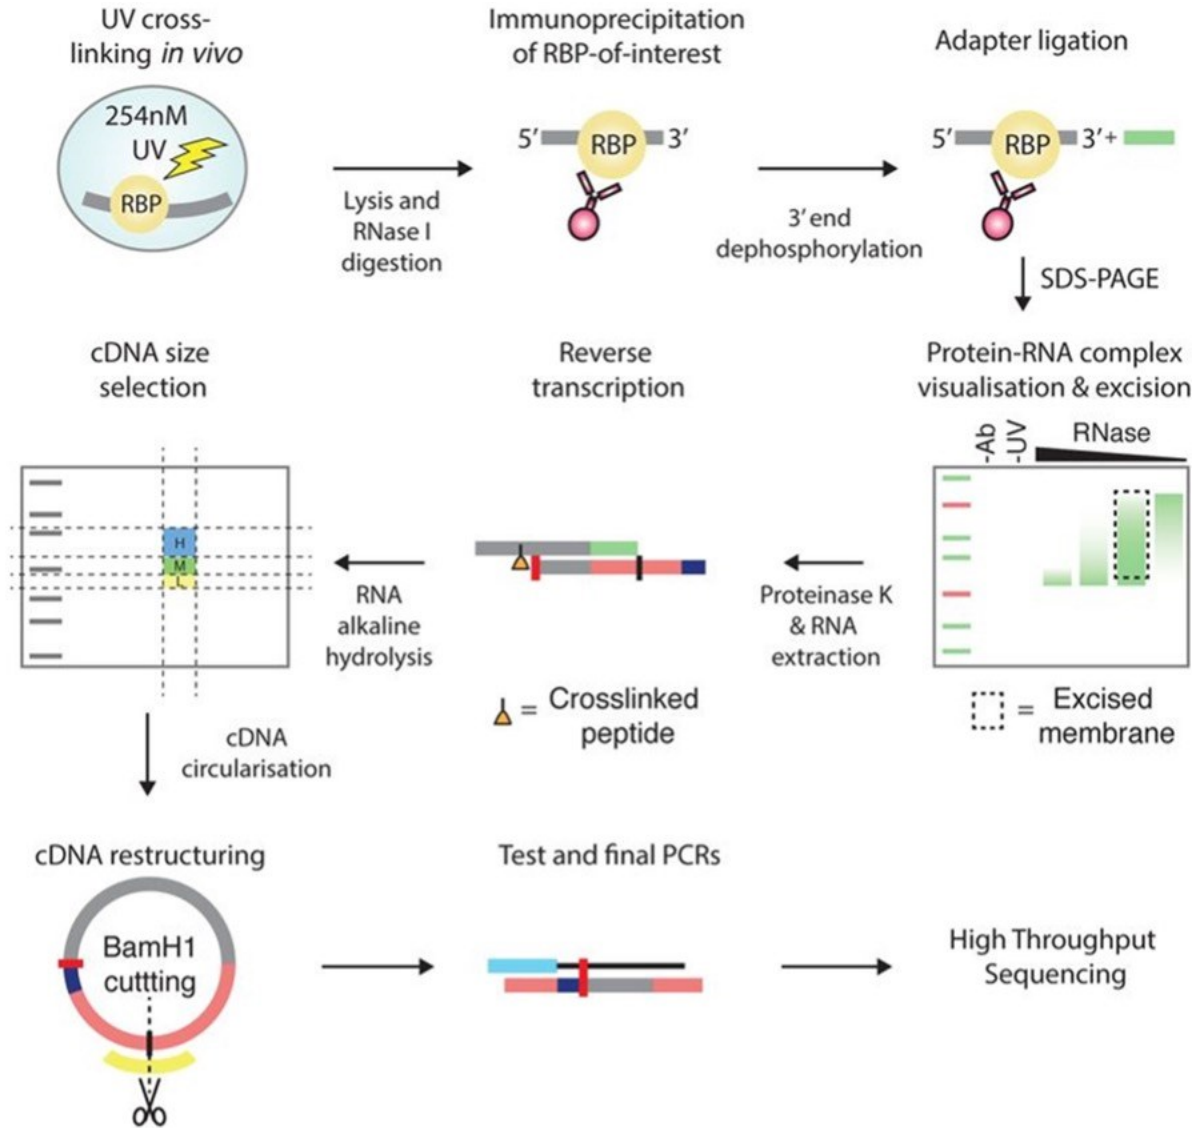 UV cross-
linking in vivo
254nM
UV
RBP
Lysis and
RNase I
digestion
Immunoprecipitation
of RBP-of-interest
5′ RBP 3′
3′ end
dephosphorylation
Adapter ligation
5′ RBP 3′+
SDS-PAGE
Protein-RNA complex
visualisation & excision
-Ab
-UV
RNase
= Excised
membrane
Proteinase K
& RNA
extraction
Reverse
transcription
= Crosslinked
peptide
RNA
alkaline
hydrolysis
cDNA size
selection
H
M
L
cDNA
circularisation
cDNA restructuring
BamH1
cuttting
Test and final PCRs
High Throughput
Sequencing